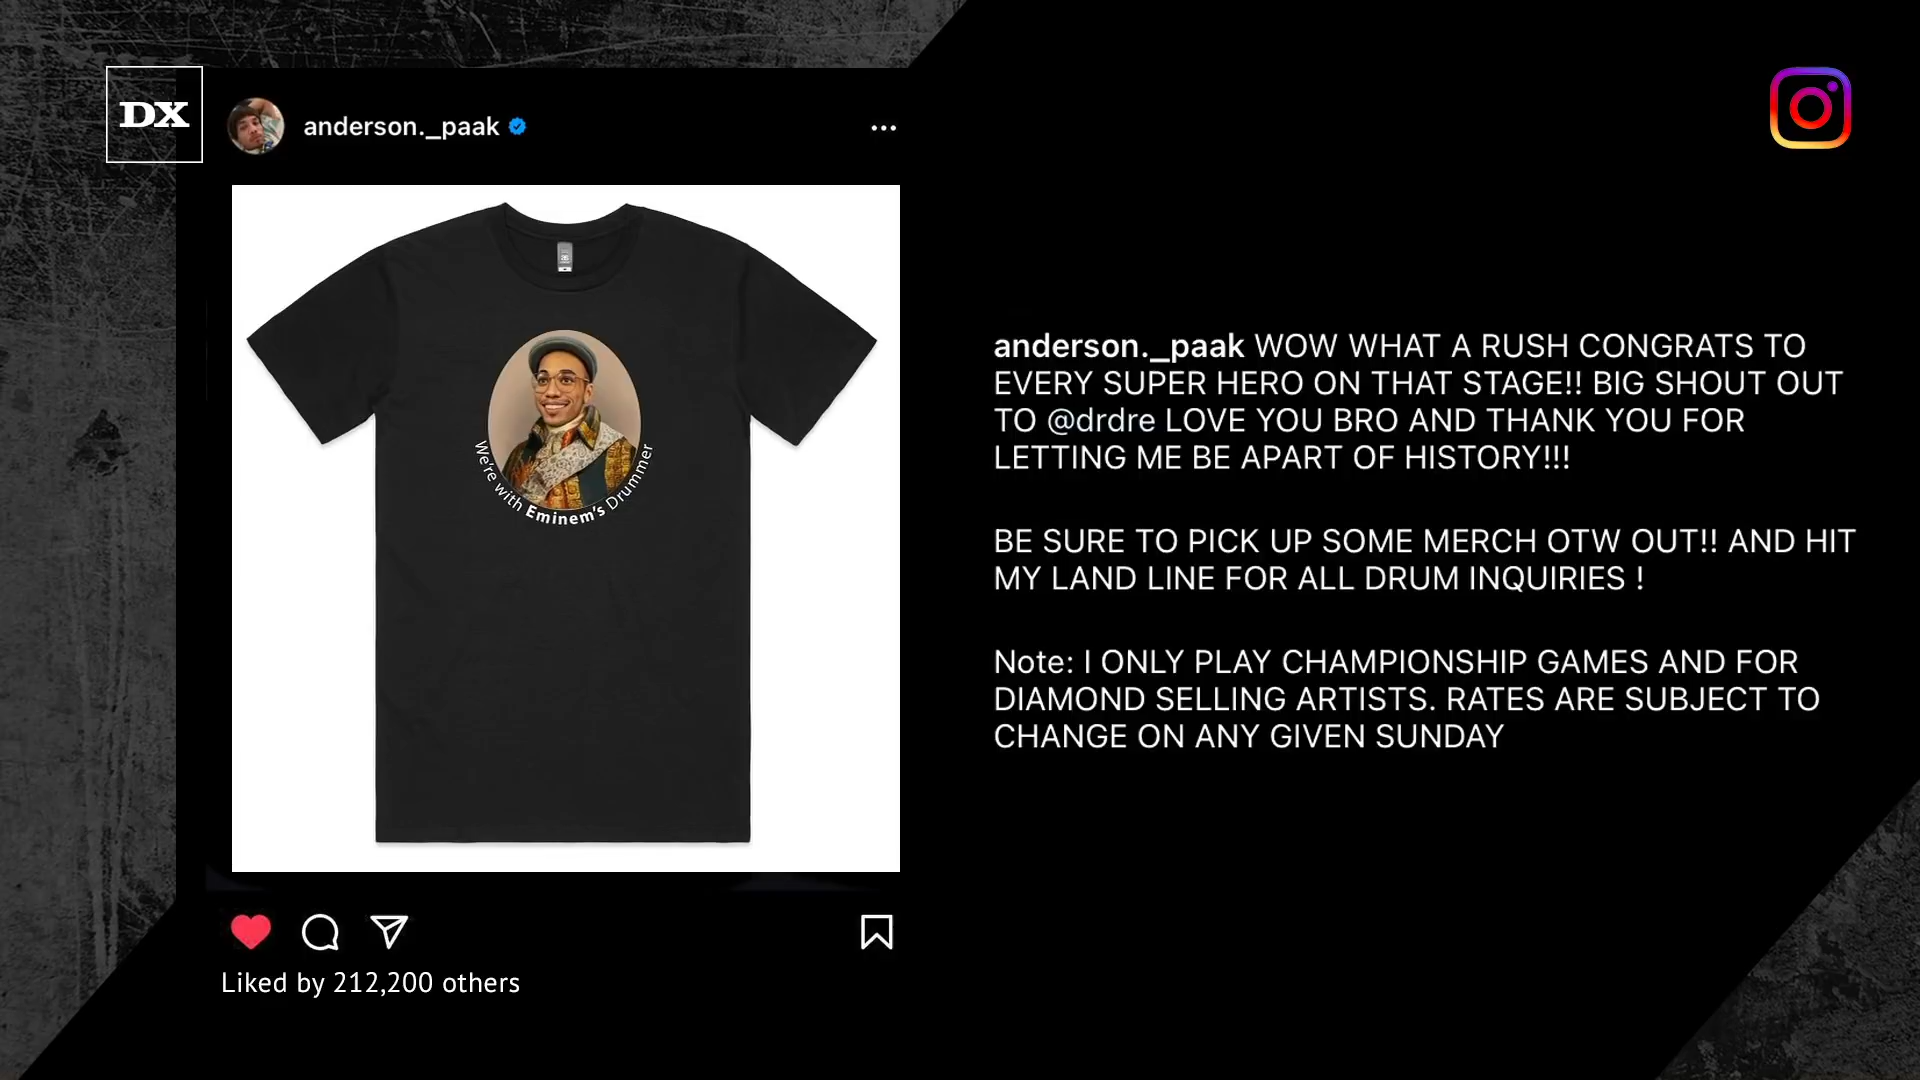 DX
anderson._paak
We're with Eminem's Drummer
Liked by 212,200 others
anderson._paak WOW WHAT A RUSH CONGRATS TO
EVERY SUPER HERO ON THAT STAGE!! BIG SHOUT OUT
TO @drdre LOVE YOU BRO AND THANK YOU FOR
LETTING ME BE APART OF HISTORY!!!
BE SURE TO PICK UP SOME MERCH OTW OUT!! AND HIT
MY LAND LINE FOR ALL DRUM INQUIRIES !
Note: I ONLY PLAY CHAMPIONSHIP GAMES AND FOR
DIAMOND SELLING ARTISTS. RATES ARE SUBJECT TO
CHANGE ON ANY GIVEN SUNDAY